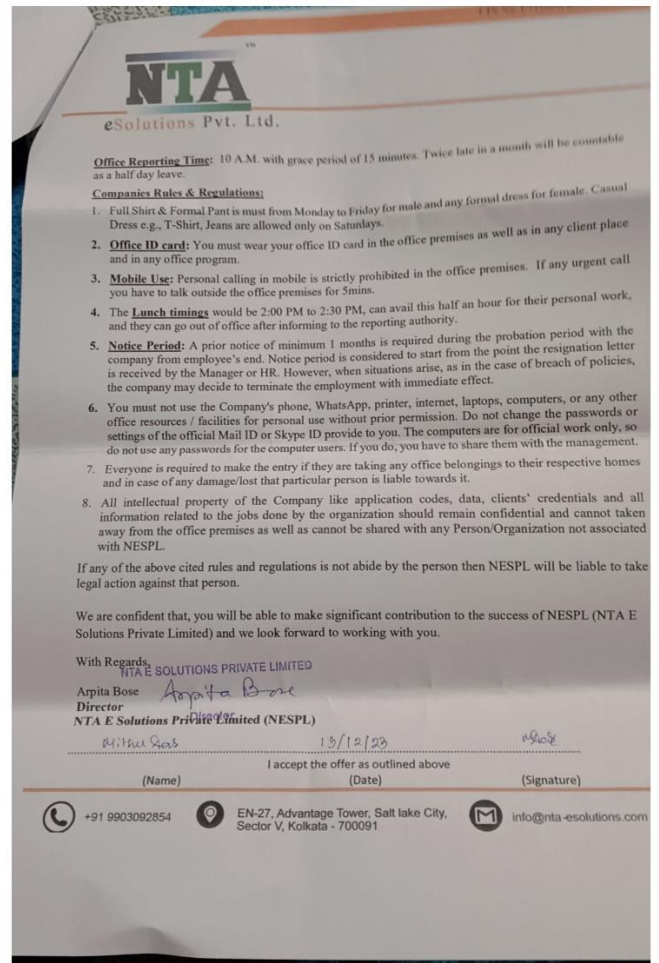 TM
NTA
eSolutions Pvt. Ltd.
Office Reporting Time: 10 A.M. with grace period of 15 minutes. Twice late in a month will be countable
as a half day leave.
Companies Rules & Regulations:
1. Full Shirt & Formal Pant is must from Monday to Friday for male and any formal dress for female. Casual
Dress e.g., T-Shirt, Jeans are allowed only on Saturdays.
2. Office ID card: You must wear your office ID card in the office premises as well as in any client place
and in any office program.
3. Mobile Use: Personal calling in mobile is strictly prohibited in the office premises. If any urgent call
you have to talk outside the office premises for 5mins.
4. The Lunch timings would be 2:00 PM to 2:30 PM, can avail this half an hour for their personal work,
and they can go out of office after informing to the reporting authority.
5. Notice Period: A prior notice of minimum 1 months is required during the probation period with the
company from employee's end. Notice period is considered to start from the point the resignation letter
is received by the Manager or HR. However, when situations arise, as in the case of breach of policies,
the company may decide to terminate the employment with immediate effect.
6. You must not use the Company's phone, WhatsApp, printer, internet, laptops, computers, or any other
office resources / facilities for personal use without prior permission. Do not change the passwords or
settings of the official Mail ID or Skype ID provide to you. The computers are for official work only, so
do not use any passwords for the computer users. If you do, you have to share them with the management.
7. Everyone is required to make the entry if they are taking any office belongings to their respective homes
and in case of any damage/lost that particular person is liable towards it.
8. All intellectual property of the Company like application codes, data, clients' credentials and all
information related to the jobs done by the organization should remain confidential and cannot taken
away from the office premises as well as cannot be shared with any Person/Organization not associated
with NESPL.
If any of the above cited rules and regulations is not abide by the person then NESPL will be liable to take
legal action against that person.
We are confident that, you will be able to make significant contribution to the success of NESPL (NTA E
Solutions Private Limited) and we look forward to working with you.
With Regards,
NTA E SOLUTIONS PRIVATE LIMITED
Arpita Bose Arpita Bose
Director
NTA E Solutions Private Limited (NESPL)
Director
13/12/23
I accept the offer as outlined above
(Name) (Date) (Signature)
+91 9903092854 EN-27, Advantage Tower, Salt lake City, info@nta-esolutions.com
Sector V, Kolkata - 700091